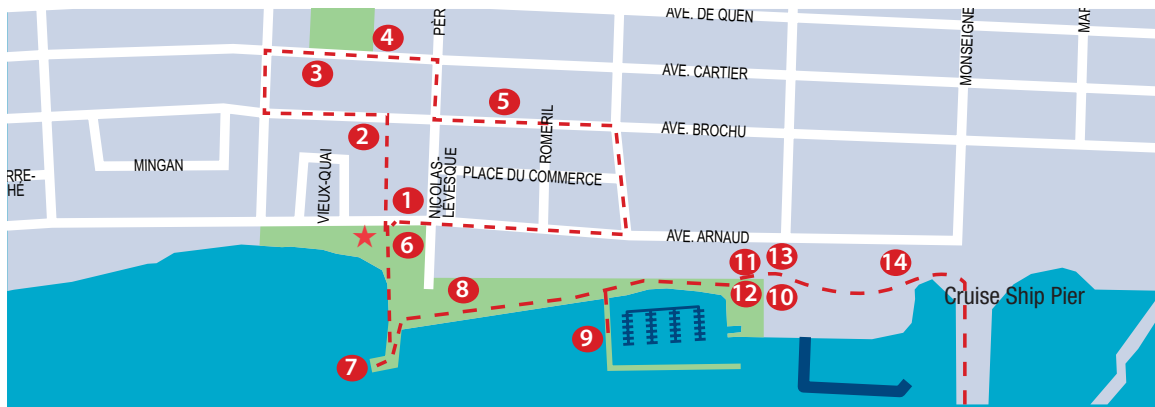 AVE. DE QUEN
PÈR
MONSEIGNE
MAR
4
3
AVE. CARTIER
5
AVE. BROCHU
2
MINGAN
ROMERIL
RRE-
HÉ
VIEUX-QUAI
PLACE DU COMMERCE
1
NICOLAS-
LEVESQUE
6
AVE. ARNAUD
11
13
14
8
12
10
Cruise Ship Pier
9
7